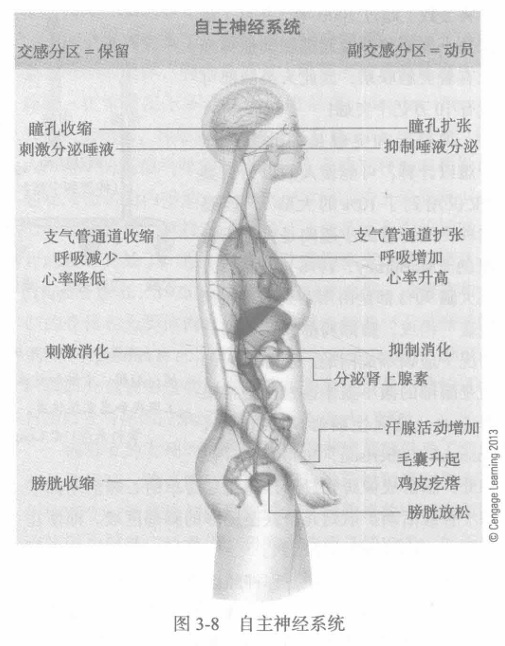 自主神经系统
交感分区＝保留
副交感分区＝动员
瞳孔收缩
瞳孔扩张
刺激分泌唾液
抑制唾液分泌
支气管通道收缩
支气管通道扩张
呼吸减少
呼吸增加
心率降低
心率升高
刺激消化
抑制消化
分泌肾上腺素
汗腺活动增加
毛囊升起
膀胱收缩
鸡皮疙瘩
膀胱放松
© Cengage Learning 2013
图 3-8 自主神经系统